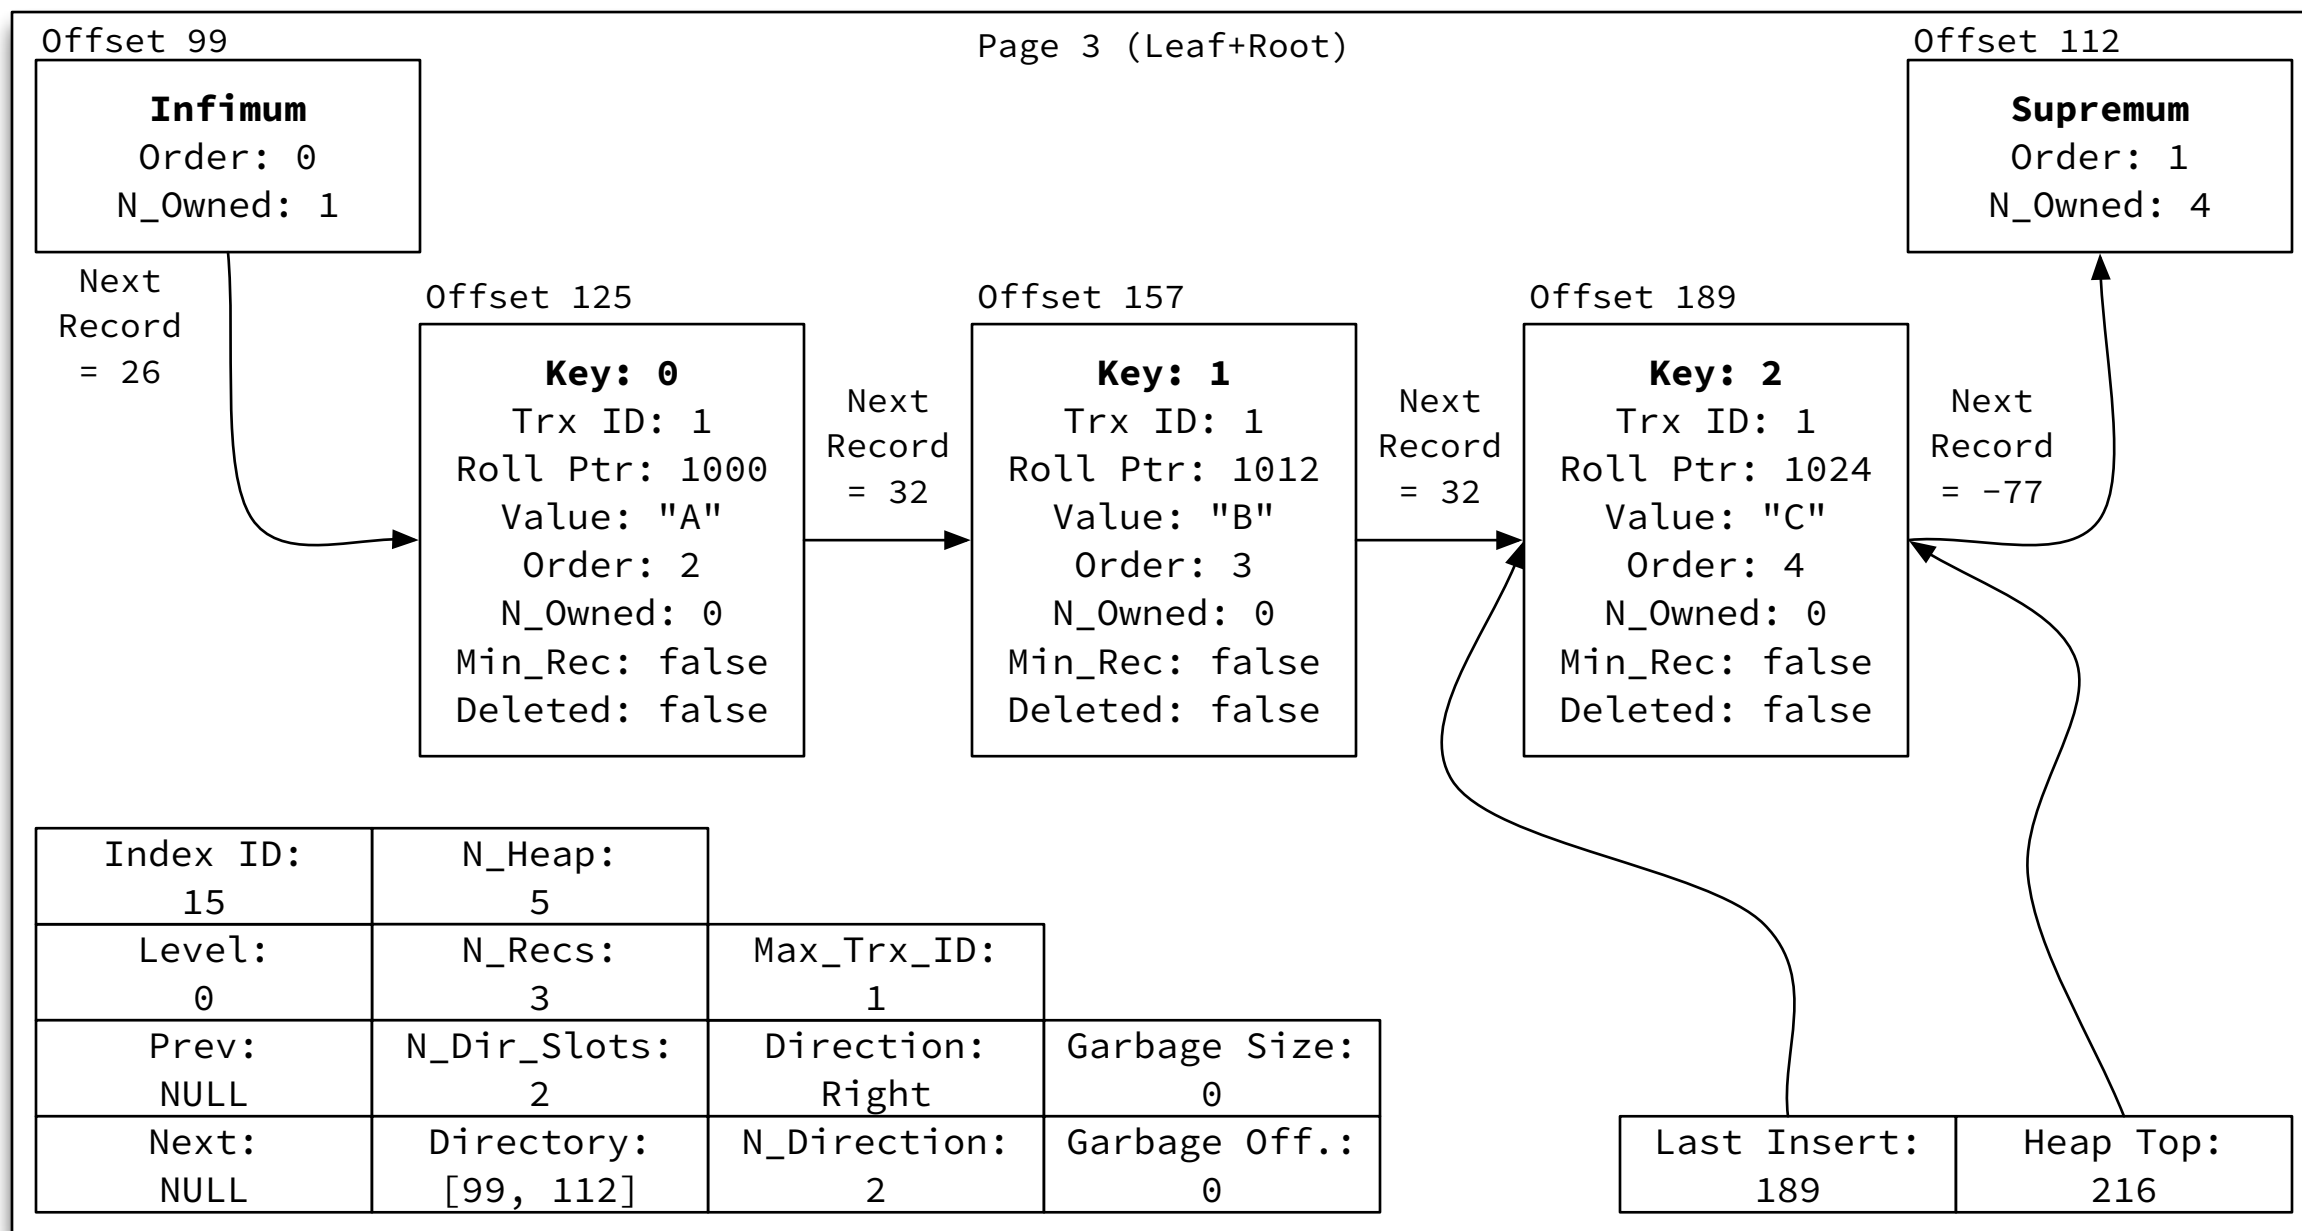 Offset 99
Page 3 (Leaf+Root)
Offset 112
Infimum
Order: 0
N_Owned: 1
Supremum
Order: 1
N_Owned: 4
Next
Record
= 26
Offset 125
Key: 0
Trx ID: 1
Roll Ptr: 1000
Value: "A"
Order: 2
N_Owned: 0
Min_Rec: false
Deleted: false
Next
Record
= 32
Offset 157
Key: 1
Trx ID: 1
Roll Ptr: 1012
Value: "B"
Order: 3
N_Owned: 0
Min_Rec: false
Deleted: false
Next
Record
= 32
Offset 189
Key: 2
Trx ID: 1
Roll Ptr: 1024
Value: "C"
Order: 4
N_Owned: 0
Min_Rec: false
Deleted: false
Next
Record
= -77
Index ID:
15
N_Heap:
5
Level:
0
N_Recs:
3
Max_Trx_ID:
1
Prev:
NULL
N_Dir_Slots:
2
Direction:
Right
Garbage Size:
0
Next:
NULL
Directory:
[99, 112]
N_Direction:
2
Garbage Off.:
0
Last Insert:
189
Heap Top:
216